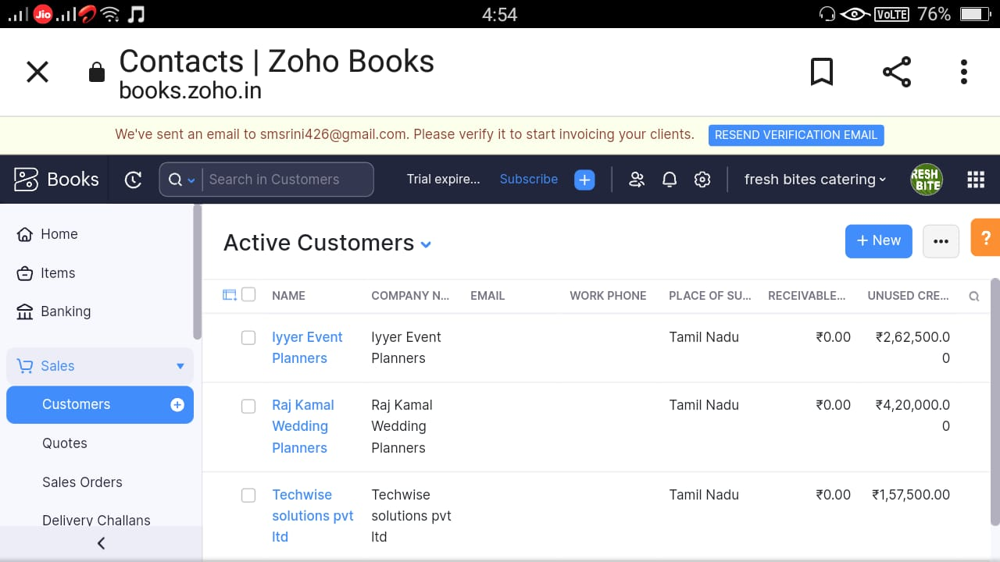 4:54
VoLTE 76%
Jio
Contacts | Zoho Books
books.zoho.in
We've sent an email to smsrini426@gmail.com. Please verify it to start invoicing your clients. RESEND VERIFICATION EMAIL
Books Search in Customers Trial expire... Subscribe + fresh bites catering RESH BITE
Home
Items
Banking
Sales
Customers
Quotes
Sales Orders
Delivery Challans
Active Customers + New ?
NAME COMPANY N... EMAIL WORK PHONE PLACE OF SU... RECEIVABLE... UNUSED CRE...
Iyyer Event Iyyer Event Tamil Nadu ₹0.00 ₹2,62,500.0
Planners Planners 0
Raj Kamal Raj Kamal Tamil Nadu ₹0.00 ₹4,20,000.0
Wedding Wedding 0
Planners Planners
Techwise Techwise Tamil Nadu ₹0.00 ₹1,57,500.00
solutions pvt solutions pvt
ltd ltd